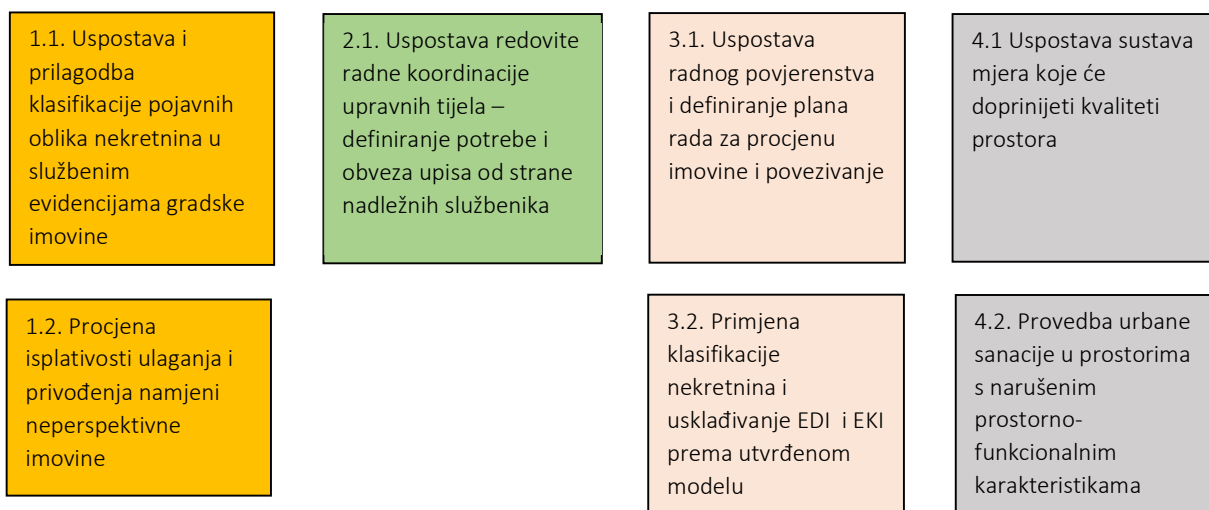 1.1. Uspostava i
prilagodba
klasifikacije pojavnih
oblika nekretnina u
službenim
evidencijama gradske
imovine
2.1. Uspostava redovite
radne koordinacije
upravnih tijela –
definiranje potrebe i
obveza upisa od strane
nadležnih službenika
3.1. Uspostava
radnog povjerenstva
i definiranje plana
rada za procjenu
imovine i povezivanje
4.1 Uspostava sustava
mjera koje će
doprinijeti kvaliteti
prostora
1.2. Procjena
isplativosti ulaganja i
privođenja namjeni
neperspektivne
imovine
3.2. Primjena
klasifikacije
nekretnina i
usklađivanje EDI  i EKI
prema utvrđenom
modelu
4.2. Provedba urbane
sanacije u prostorima
s narušenim
prostorno-
funkcionalnim
karakteristikama